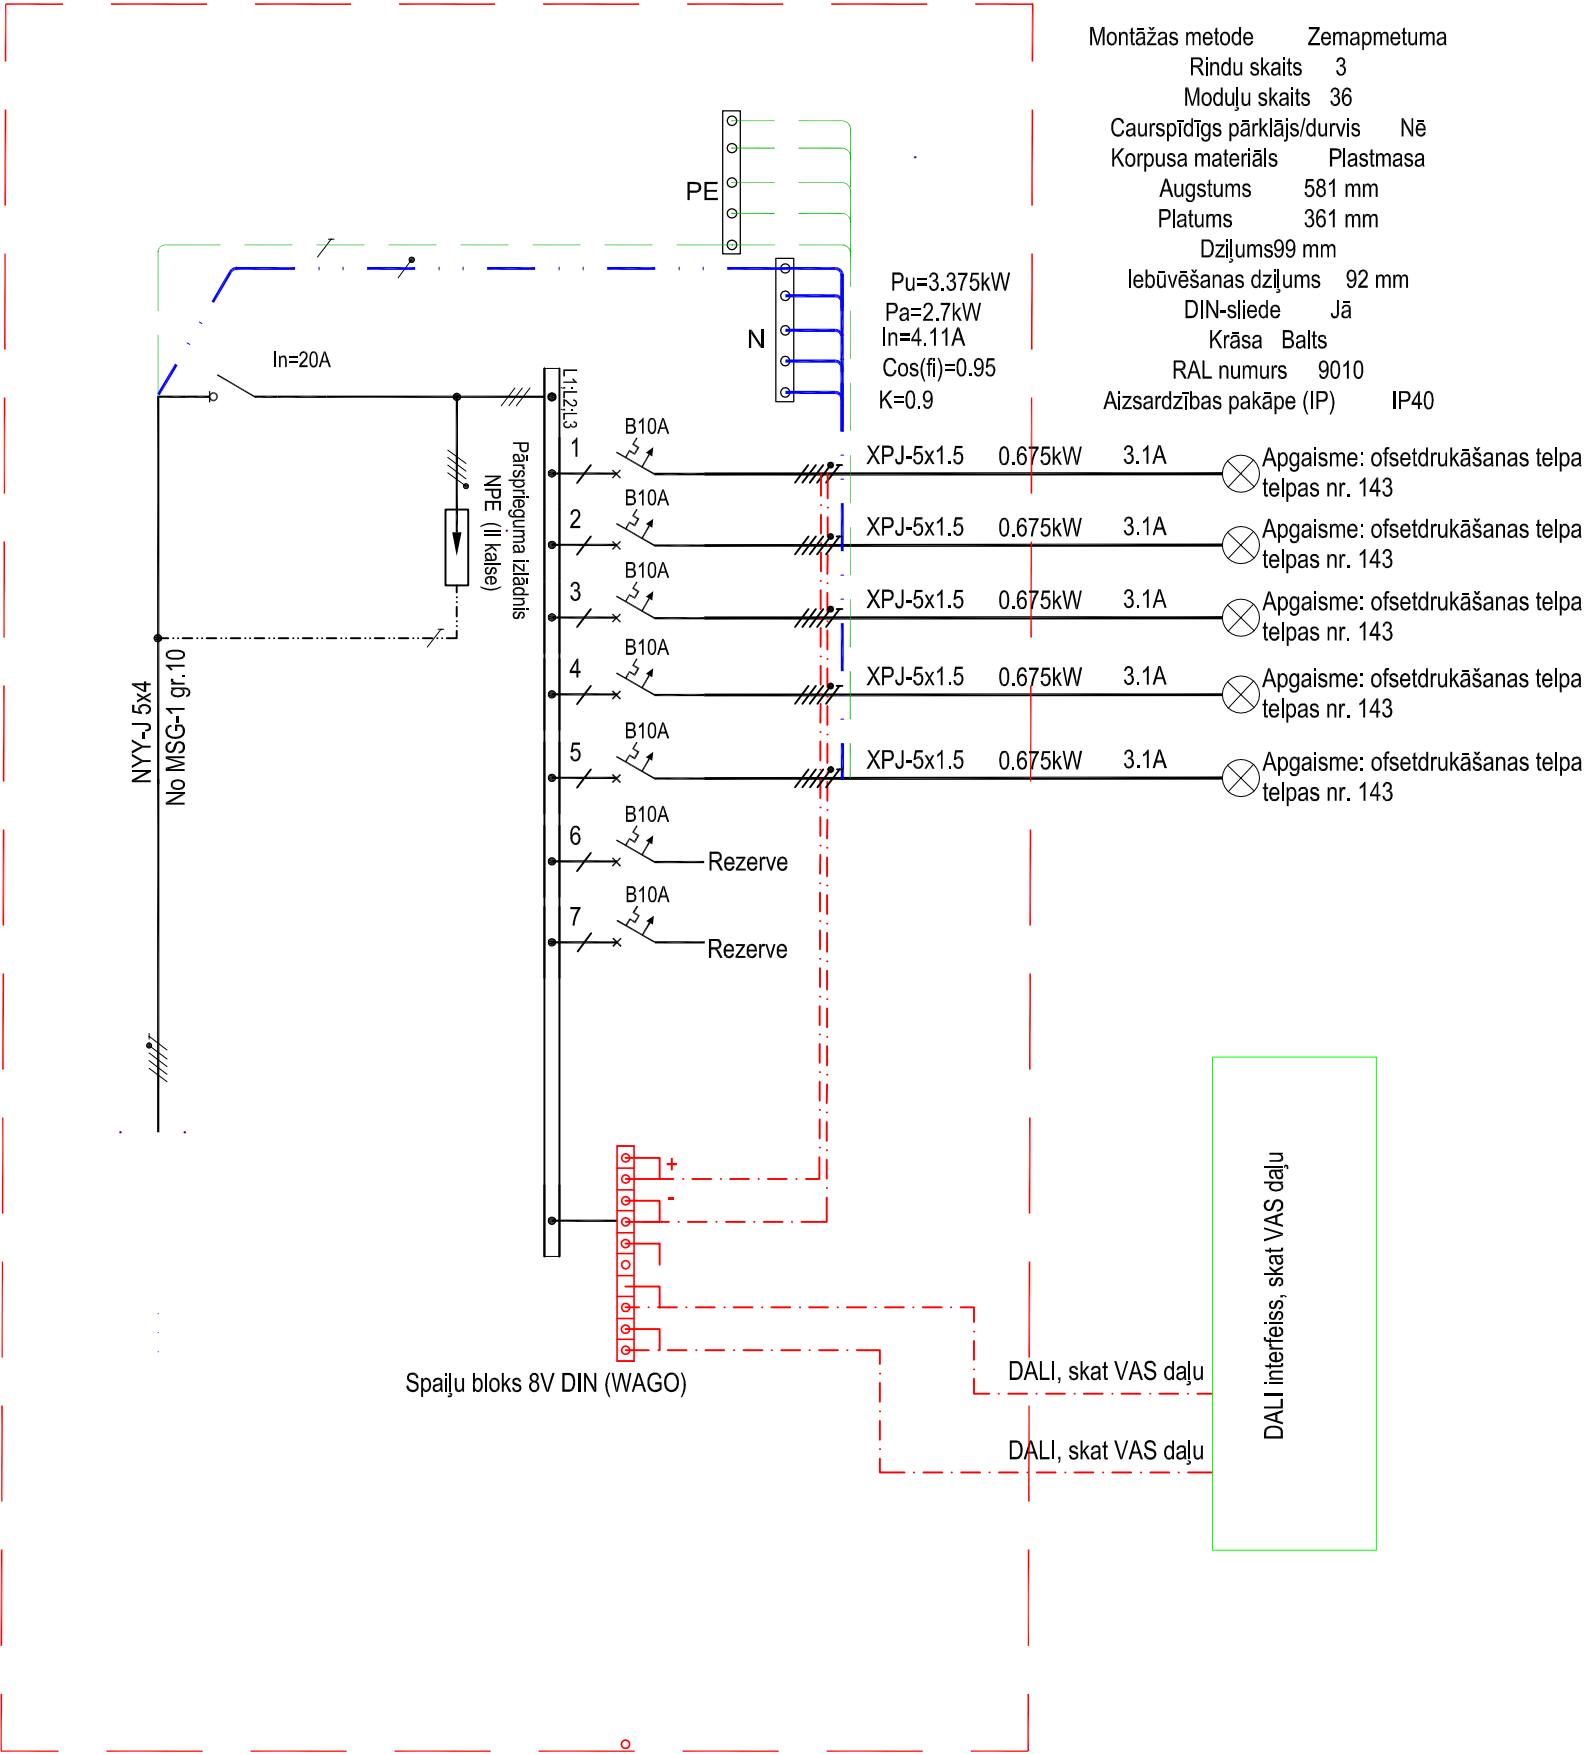 Montāžas metode Zemapmetuma
Rindu skaits 3
Moduļu skaits 36
Caurspīdīgs pārklājs/durvis Nē
Korpusa materiāls Plastmasa
Augstums 581 mm
Platums 361 mm
Dziļums99 mm
Iebūvēšanas dziļums 92 mm
DIN-sliede Jā
Krāsa Balts
RAL numurs 9010
Aizsardzības pakāpe (IP) IP40
PE
N
Pu=3.375kW
Pa=2.7kW
In=4.11A
Cos(fi)=0.95
K=0.9
In=20A
L1;L2;L3
Pārsprieguma izlādnis
NPE (II kalse)
NYY-J 5x4
No MSG-1 gr.10
1 B10A XPJ-5x1.5 0.675kW 3.1A Apgaisme: ofsetdrukāšanas telpa
telpas nr. 143
2 B10A XPJ-5x1.5 0.675kW 3.1A Apgaisme: ofsetdrukāšanas telpa
telpas nr. 143
3 B10A XPJ-5x1.5 0.675kW 3.1A Apgaisme: ofsetdrukāšanas telpa
telpas nr. 143
4 B10A XPJ-5x1.5 0.675kW 3.1A Apgaisme: ofsetdrukāšanas telpa
telpas nr. 143
5 B10A XPJ-5x1.5 0.675kW 3.1A Apgaisme: ofsetdrukāšanas telpa
telpas nr. 143
6 B10A Rezerve
7 B10A Rezerve
+
-
Spaiļu bloks 8V DIN (WAGO)
DALI, skat VAS daļu
DALI, skat VAS daļu
DALI interfeiss, skat VAS daļu